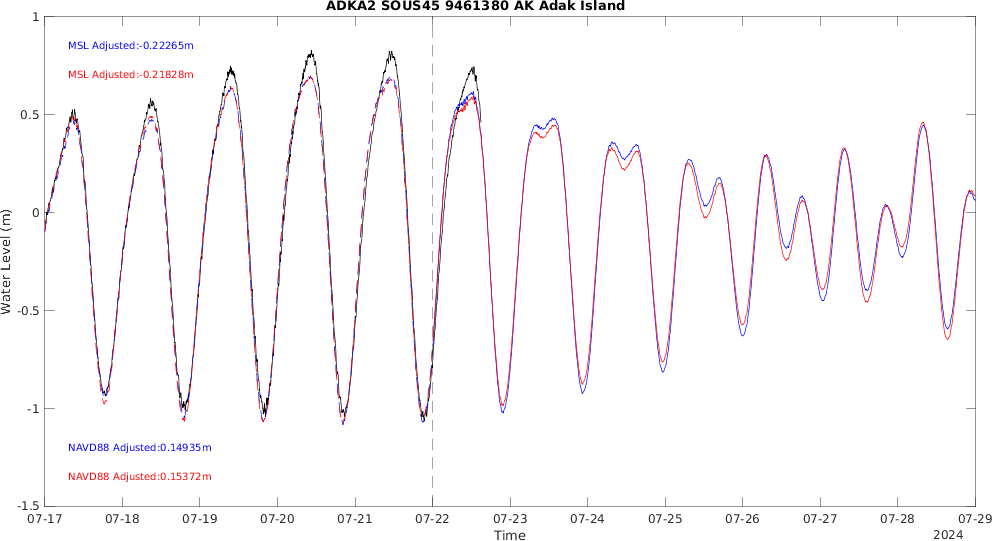 ADKA2 SOUS45 9461380 AK Adak Island
MSL Adjusted:-0.22265m
MSL Adjusted:-0.21828m
NAVD88 Adjusted:0.14935m
NAVD88 Adjusted:0.15372m
Water Level (m)
1
0.5
0
-0.5
-1
-1.5
07-17 07-18 07-19 07-20 07-21 07-22 07-23 07-24 07-25 07-26 07-27 07-28 07-29
Time
2024